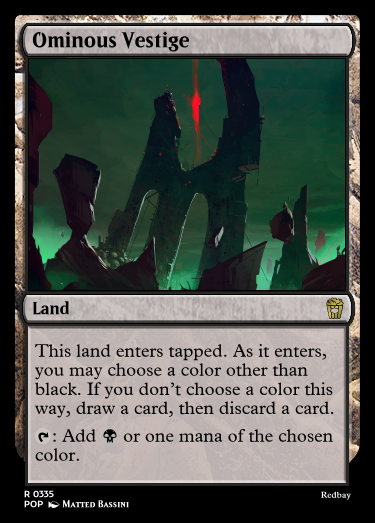 Ominous Vestige
Land
This land enters tapped. As it enters,
you may choose a color other than
black. If you don't choose a color this
way, draw a card, then discard a card.
: Add or one mana of the chosen
color.
R 0335
Redbay
POP Matted Bassini